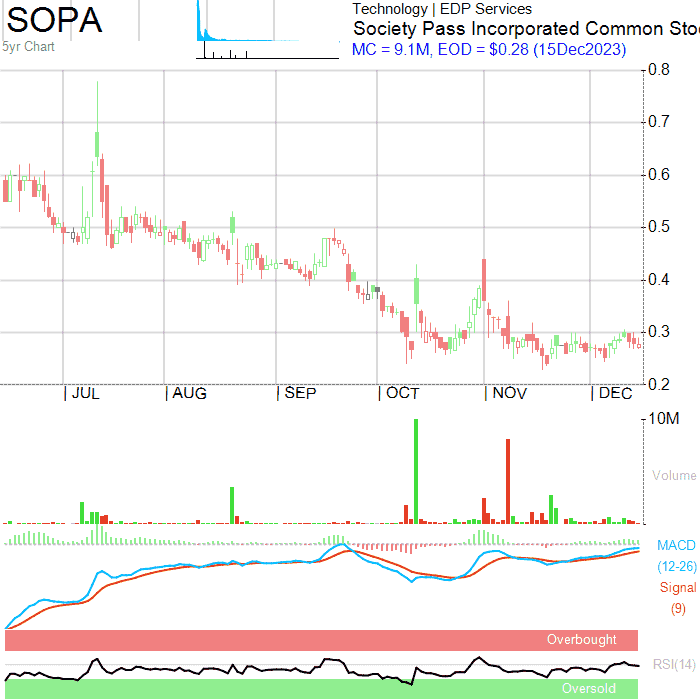 SOPA
5yr Chart
Technology | EDP Services
Society Pass Incorporated Common Sto
MC = 9.1M, EOD = $0.28 (15Dec2023)
0.8
0.7
0.6
0.5
0.4
0.3
0.2
JUL AUG SEP OCT NOV DEC
10M
Volume
MACD
(12-26)
Signal
(9)
Overbought
RSI(14)
Oversold